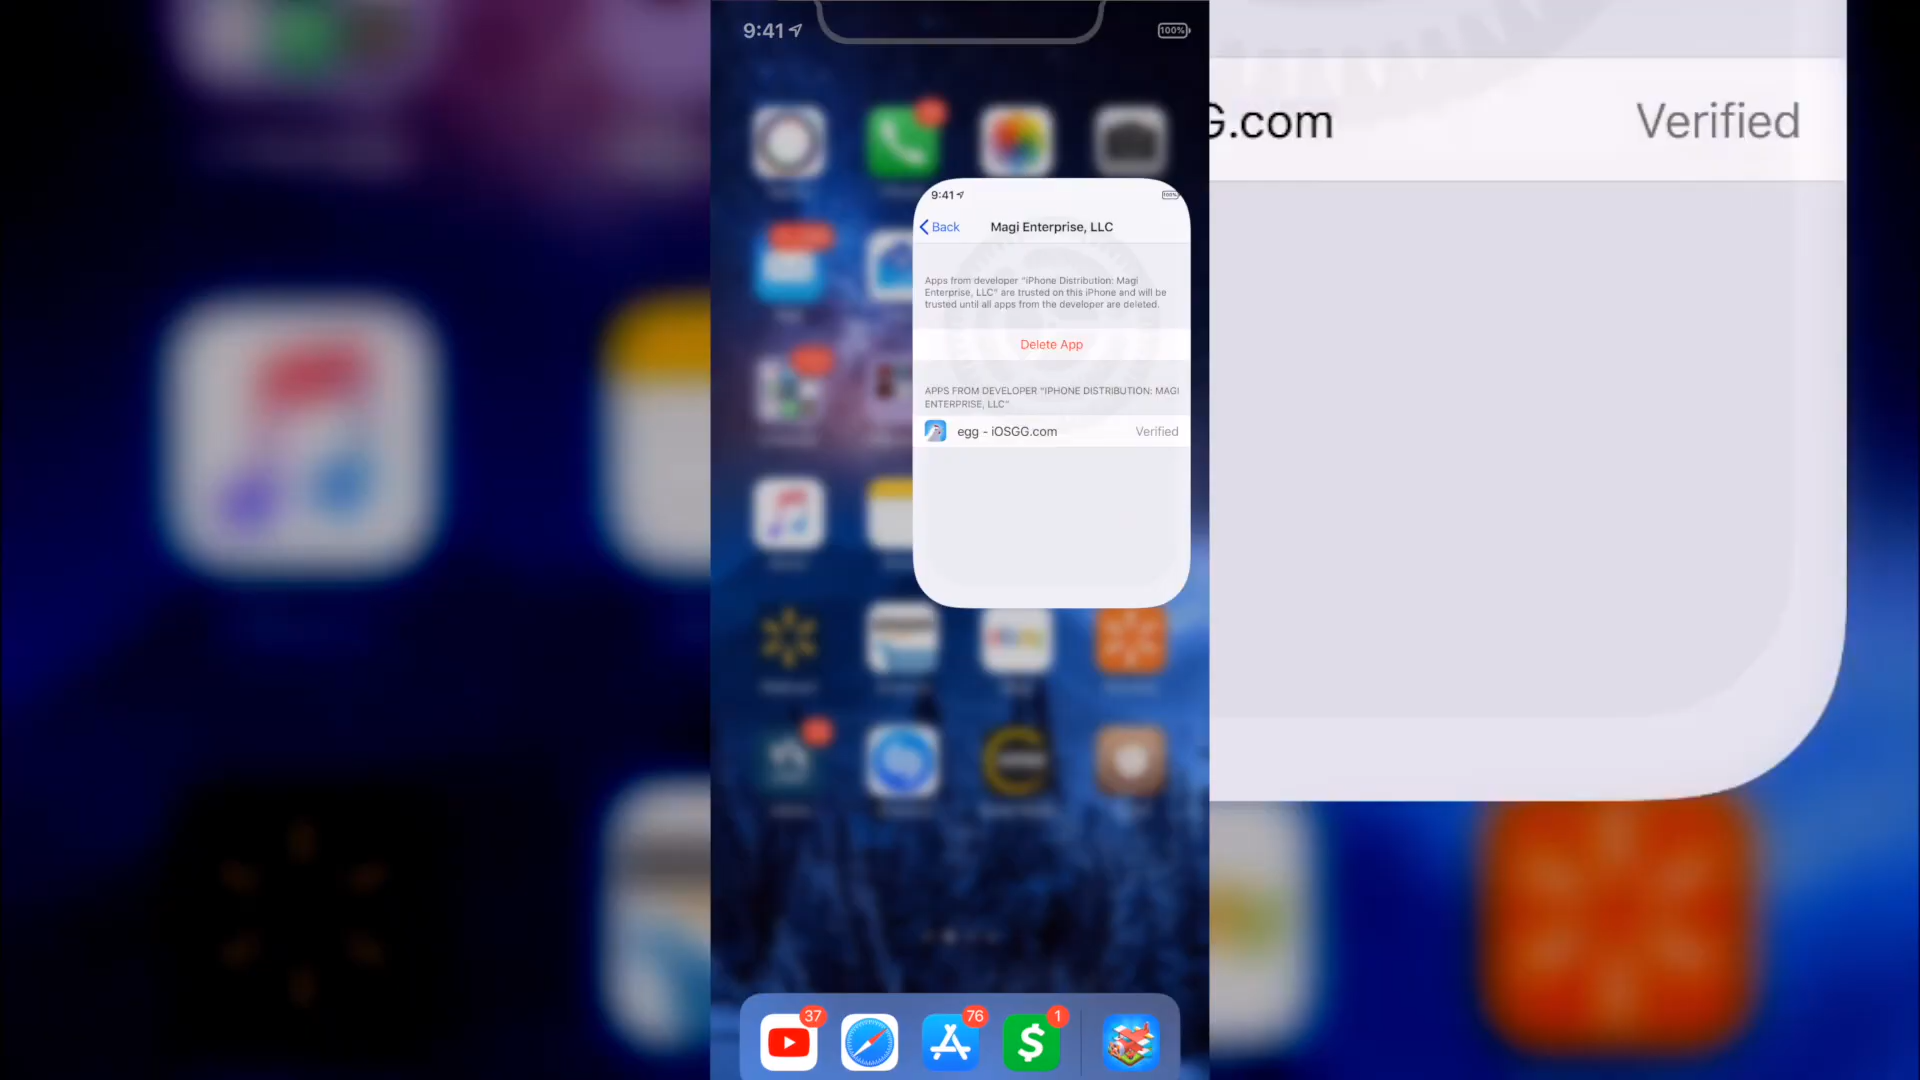 9:41
100%
G.com
Verified
9:41
100%
Back
Magi Enterprise, LLC
Apps from developer "iPhone Distribution: Magi
Enterprise, LLC" are trusted on this iPhone and will be
trusted until all apps from the developer are deleted.
Delete App
APPS FROM DEVELOPER "IPHONE DISTRIBUTION: MAGI
ENTERPRISE, LLC"
egg - iOSGG.com
Verified
37
76
1
$